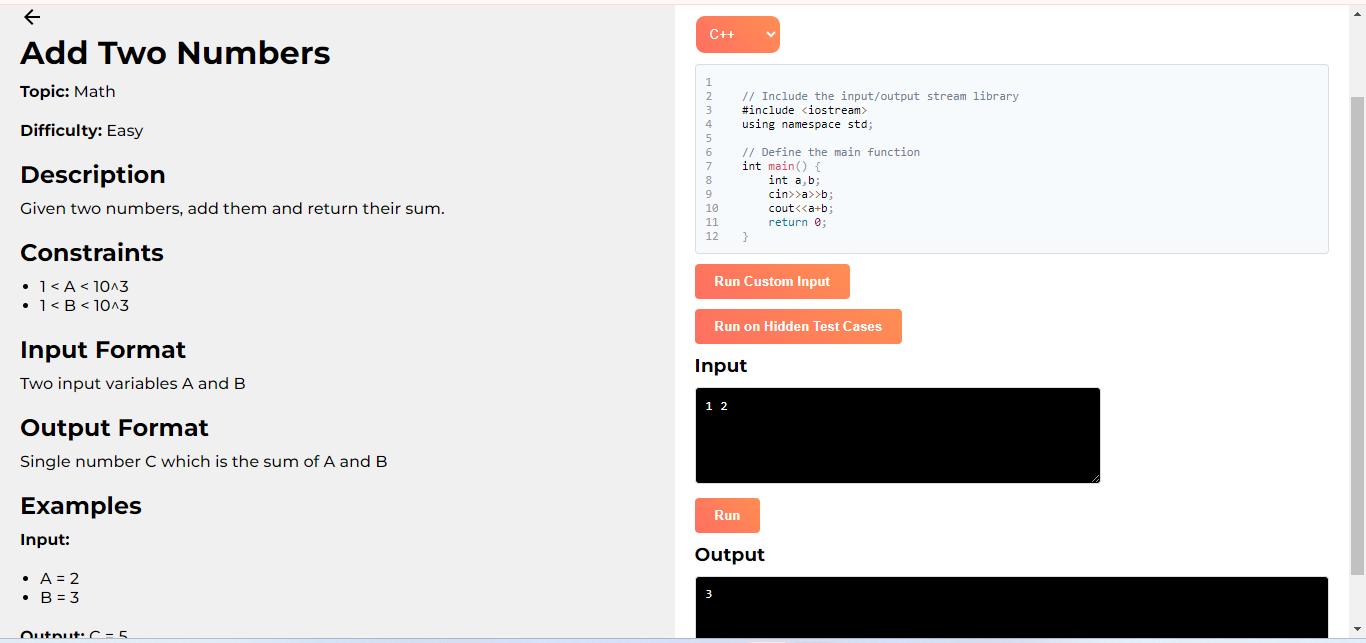 Add Two Numbers
Topic: Math
Difficulty: Easy
Description
Given two numbers, add them and return their sum.
Constraints
1 < A < 10^3
1 < B < 10^3
Input Format
Two input variables A and B
Output Format
Single number C which is the sum of A and B
Examples
Input:
A = 2
B = 3
Output: C = 5
C++
1
2 // Include the input/output stream library
3 #include <iostream>
4 using namespace std;
5
6 // Define the main function
7 int main() {
8 int a,b;
9 cin>>a>>b;
10 cout<<a+b;
11 return 0;
12 }
Run Custom Input
Run on Hidden Test Cases
Input
1 2
Run
Output
3